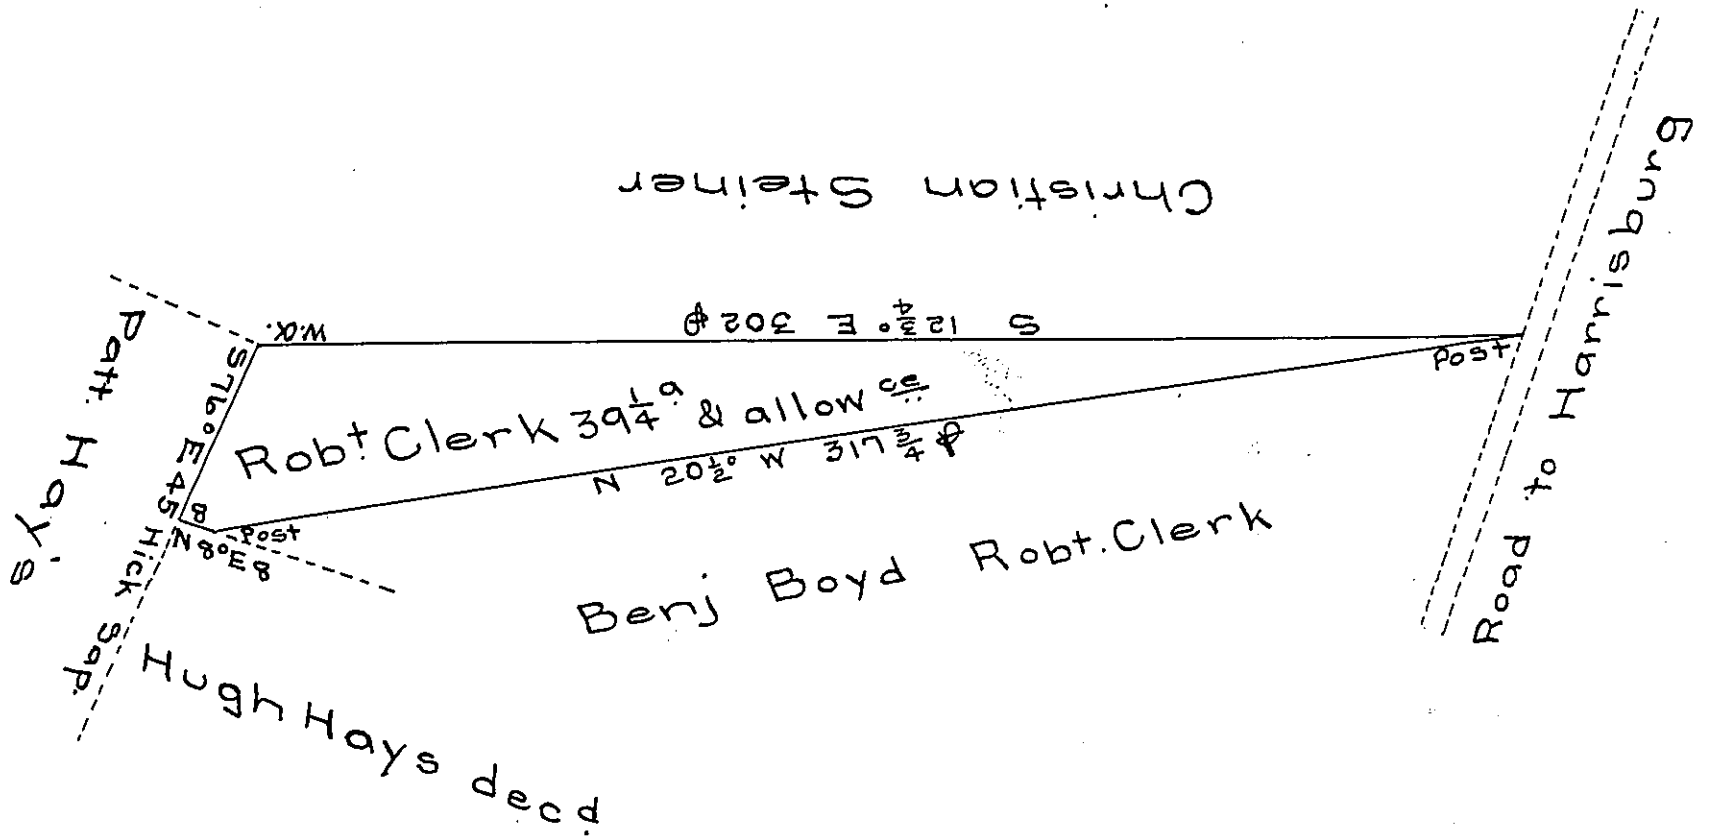 Christian Steiner
Road to Harrisburg
S 12¾° E 302 p
W.O.
Post
Patt. Hay's
S 76° E 45
Robt. Clerk 39¼ a & allow ce
N 20½° W 317¾ p
B
Post
N 8° E 8
Hick Sap.
Benj Boyd Robt. Clerk
Hugh Hays decd